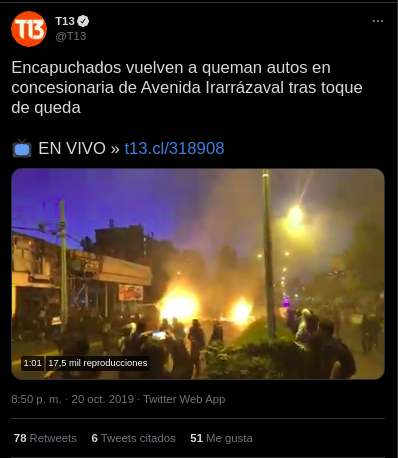 T13
T13
@T13
Encapuchados vuelven a queman autos en
concesionaria de Avenida Irarrázaval tras toque
de queda
EN VIVO » t13.cl/318908
1:01 17,5 mil reproducciones
8:50 p. m. · 20 oct. 2019 · Twitter Web App
78 Retweets 6 Tweets citados 51 Me gusta